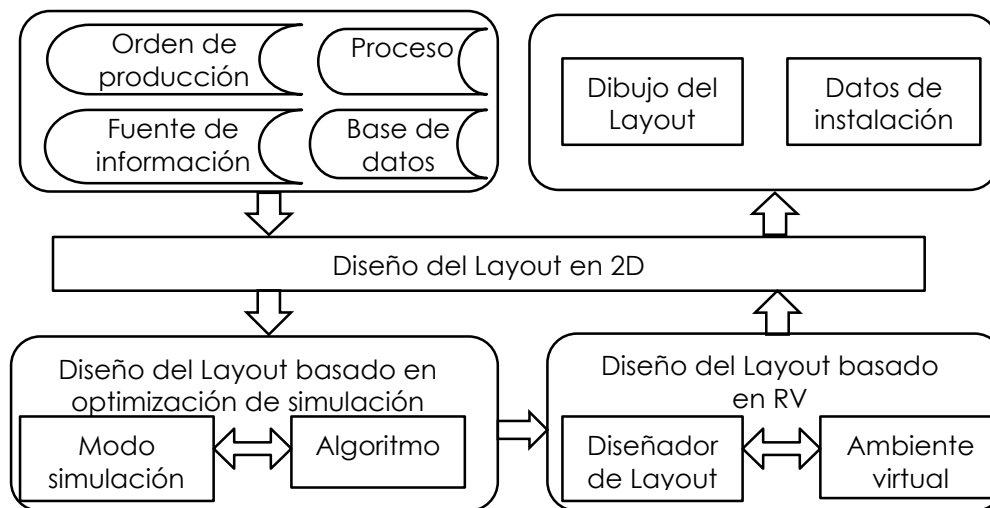 Orden de
producción
Proceso
Fuente de
información
Base de
datos
Dibujo del
Layout
Datos de
instalación
Diseño del Layout en 2D
Diseño del Layout basado en
optimización de simulación
Modo
simulación
Algoritmo
Diseño del Layout basado
en RV
Diseñador
de Layout
Ambiente
virtual